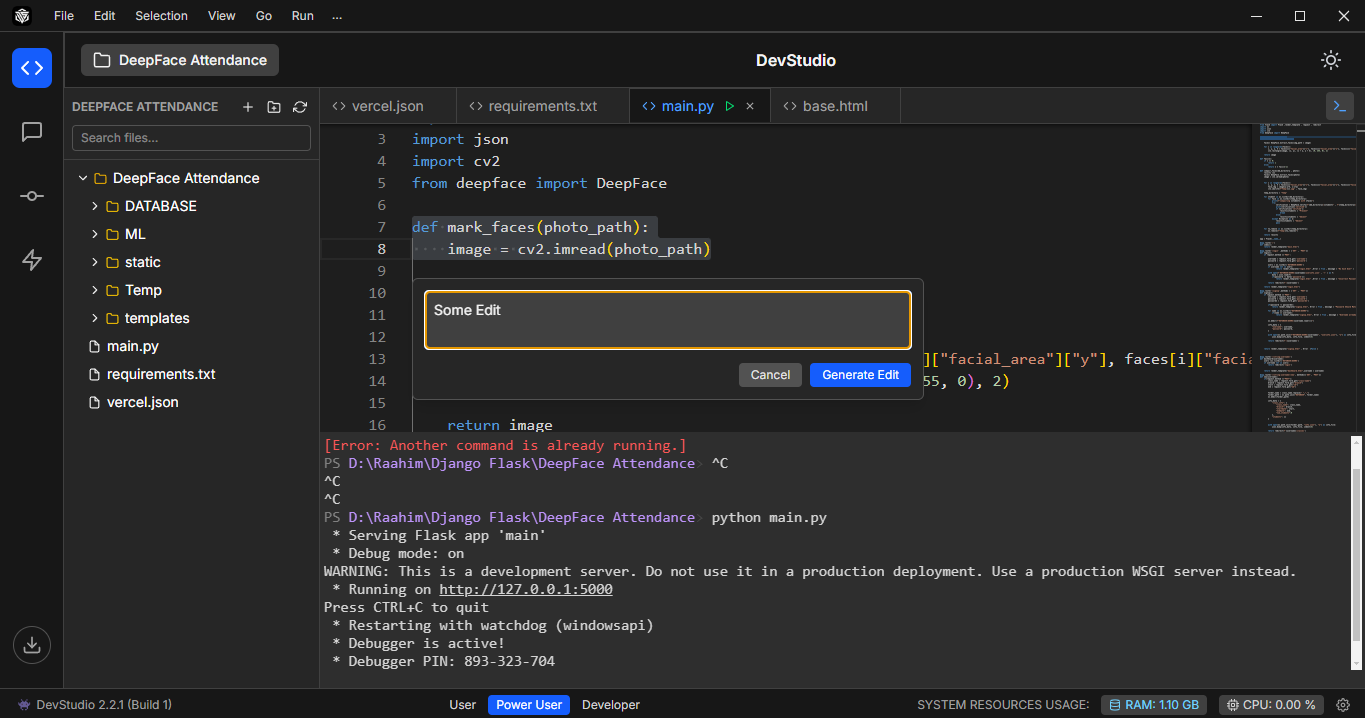 File Edit Selection View Go Run ...
DeepFace Attendance
DevStudio
DEEPFACE ATTENDANCE
Search files...
DeepFace Attendance
DATABASE
ML
static
Temp
templates
main.py
requirements.txt
vercel.json
vercel.json requirements.txt main.py base.html
3 import json
4 import cv2
5 from deepface import DeepFace
6
7 def mark_faces(photo_path):
8 image = cv2.imread(photo_path)
9
10
11
12
13 ]["facial_area"]["y"], faces[i]["facia
14 55, 0), 2)
15
16 return image
Some Edit
Cancel Generate Edit
[Error: Another command is already running.]
PS D:\Raahim\Django Flask\DeepFace Attendance> ^C
^C
^C
PS D:\Raahim\Django Flask\DeepFace Attendance> python main.py
* Serving Flask app 'main'
* Debug mode: on
WARNING: This is a development server. Do not use it in a production deployment. Use a production WSGI server instead.
* Running on http://127.0.0.1:5000
Press CTRL+C to quit
* Restarting with watchdog (windowsapi)
* Debugger is active!
* Debugger PIN: 893-323-704
DevStudio 2.2.1 (Build 1)
User Power User Developer
SYSTEM RESOURCES USAGE: RAM: 1.10 GB CPU: 0.00 %